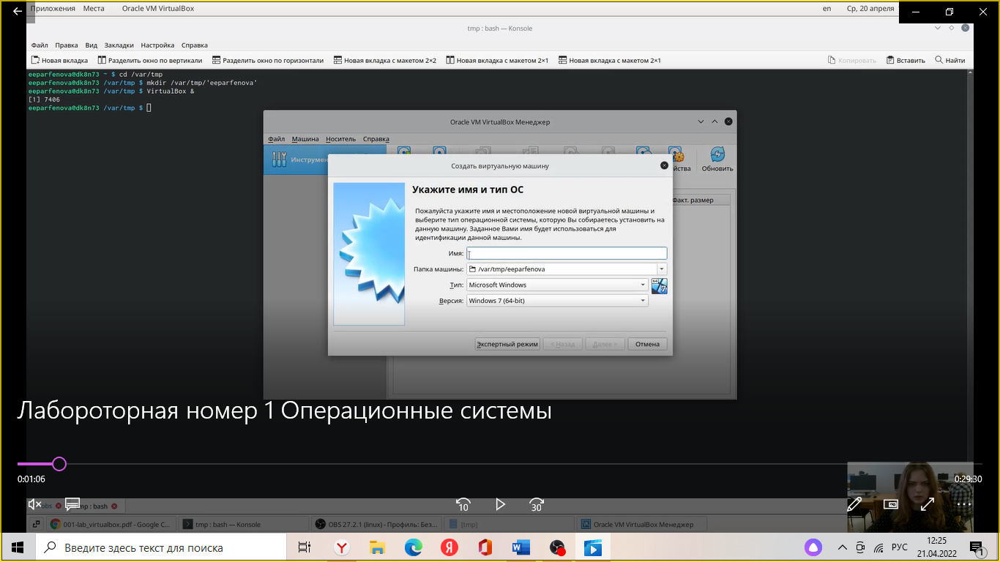 Приложения Места Oracle VM VirtualBox en Ср, 20 апреля
tmp : bash — Konsole
Файл Правка Вид Закладки Настройка Справка
Новая вкладка Разделить окно по вертикали Разделить окно по горизонтали Новая вкладка с макетом 2×2 Новая вкладка с макетом 2×1 Новая вкладка с макетом 2×1 Копировать Вставить Найти
eeparfenova@dk8n73 ~ $ cd /var/tmp
eeparfenova@dk8n73 /var/tmp $ mkdir /var/tmp/'eeparfenova'
eeparfenova@dk8n73 /var/tmp $ VirtualBox &
[1] 7406
eeparfenova@dk8n73 /var/tmp $
Oracle VM VirtualBox Менеджер
Файл Машина Носитель Справка
Инструмен
йства Обновить
Факт. размер
Создать виртуальную машину
Укажите имя и тип ОС
Пожалуйста укажите имя и местоположение новой виртуальной машины и
выберите тип операционной системы, которую Вы собираетесь установить на
данную машину. Заданное Вами имя будет использоваться для
идентификации данной машины.
Имя:
Папка машины: /var/tmp/eeparfenova
Тип: Microsoft Windows
64
7
Версия: Windows 7 (64-bit)
Экспертный режим < Назад Далее > Отмена
Лабороторная номер 1 Операционные системы
0:01:06 0:29:30
obs tmp : bash
10 30
001-lab_virtualbox.pdf - Google C... tmp : bash — Konsole OBS 27.2.1 (linux) - Профиль: Без... [tmp] Oracle VM VirtualBox Менеджер
Введите здесь текст для поиска
РУС 12:25
21.04.2022
1